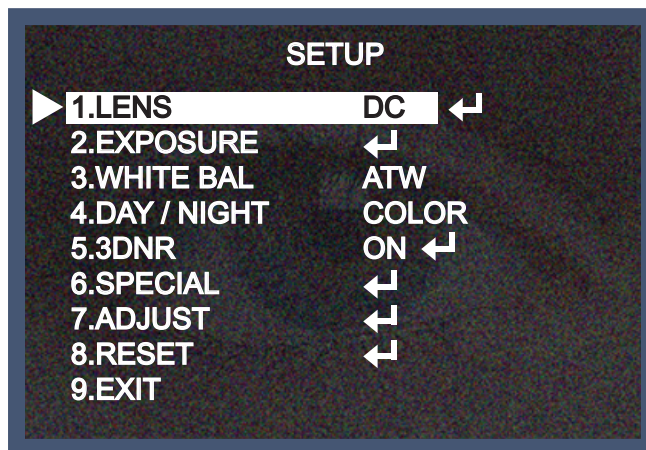 SETUP
1.LENS DC ↵
2.EXPOSURE ↵
3.WHITE BAL ATW
4.DAY / NIGHT COLOR
5.3DNR ON ↵
6.SPECIAL ↵
7.ADJUST ↵
8.RESET ↵
9.EXIT